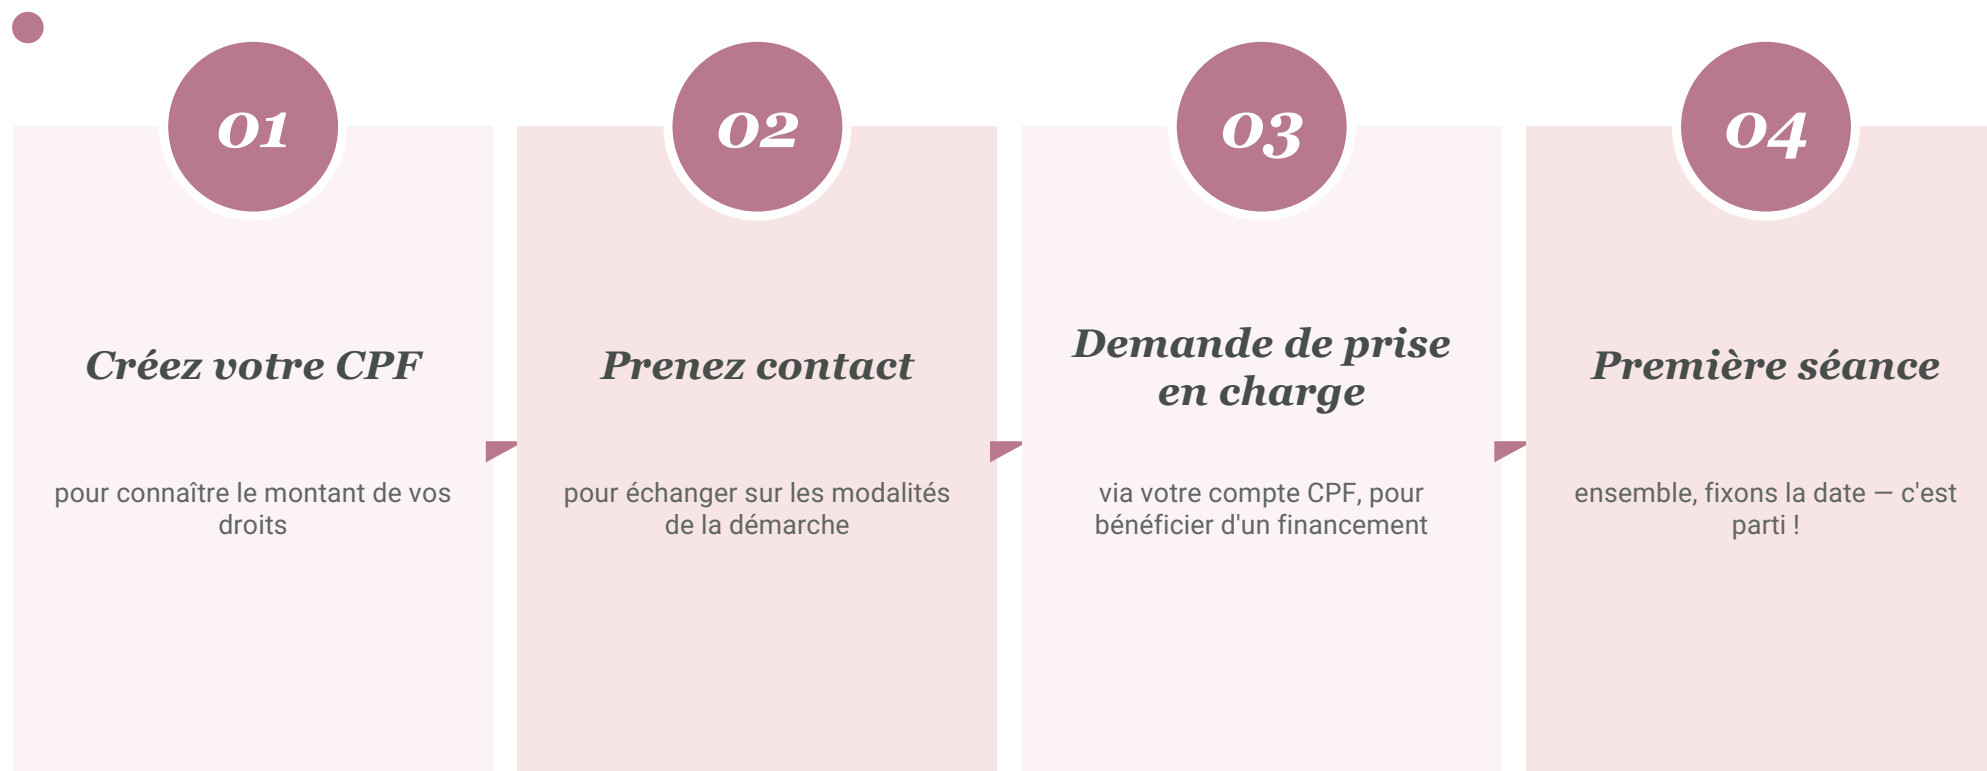 01
Créez votre CPF
pour connaître le montant de vos
droits
02
Prenez contact
pour échanger sur les modalités
de la démarche
03
Demande de prise
en charge
via votre compte CPF, pour
bénéficier d'un financement
04
Première séance
ensemble, fixons la date — c'est
parti !